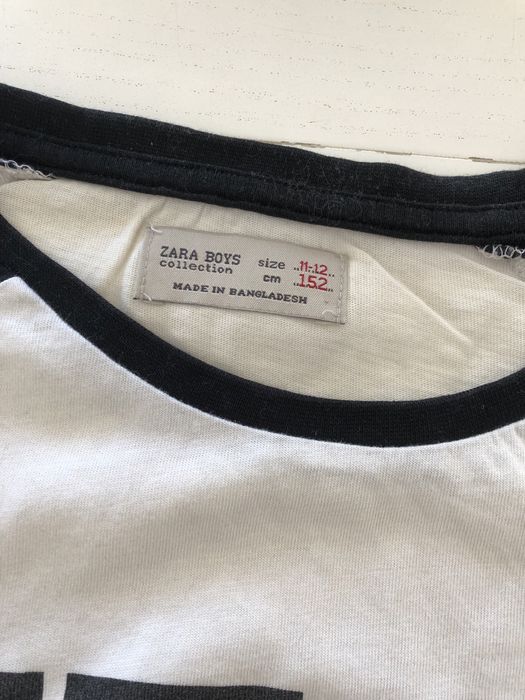 ZARA BOYS size 11-12
collection cm 152
MADE IN BANGLADESH